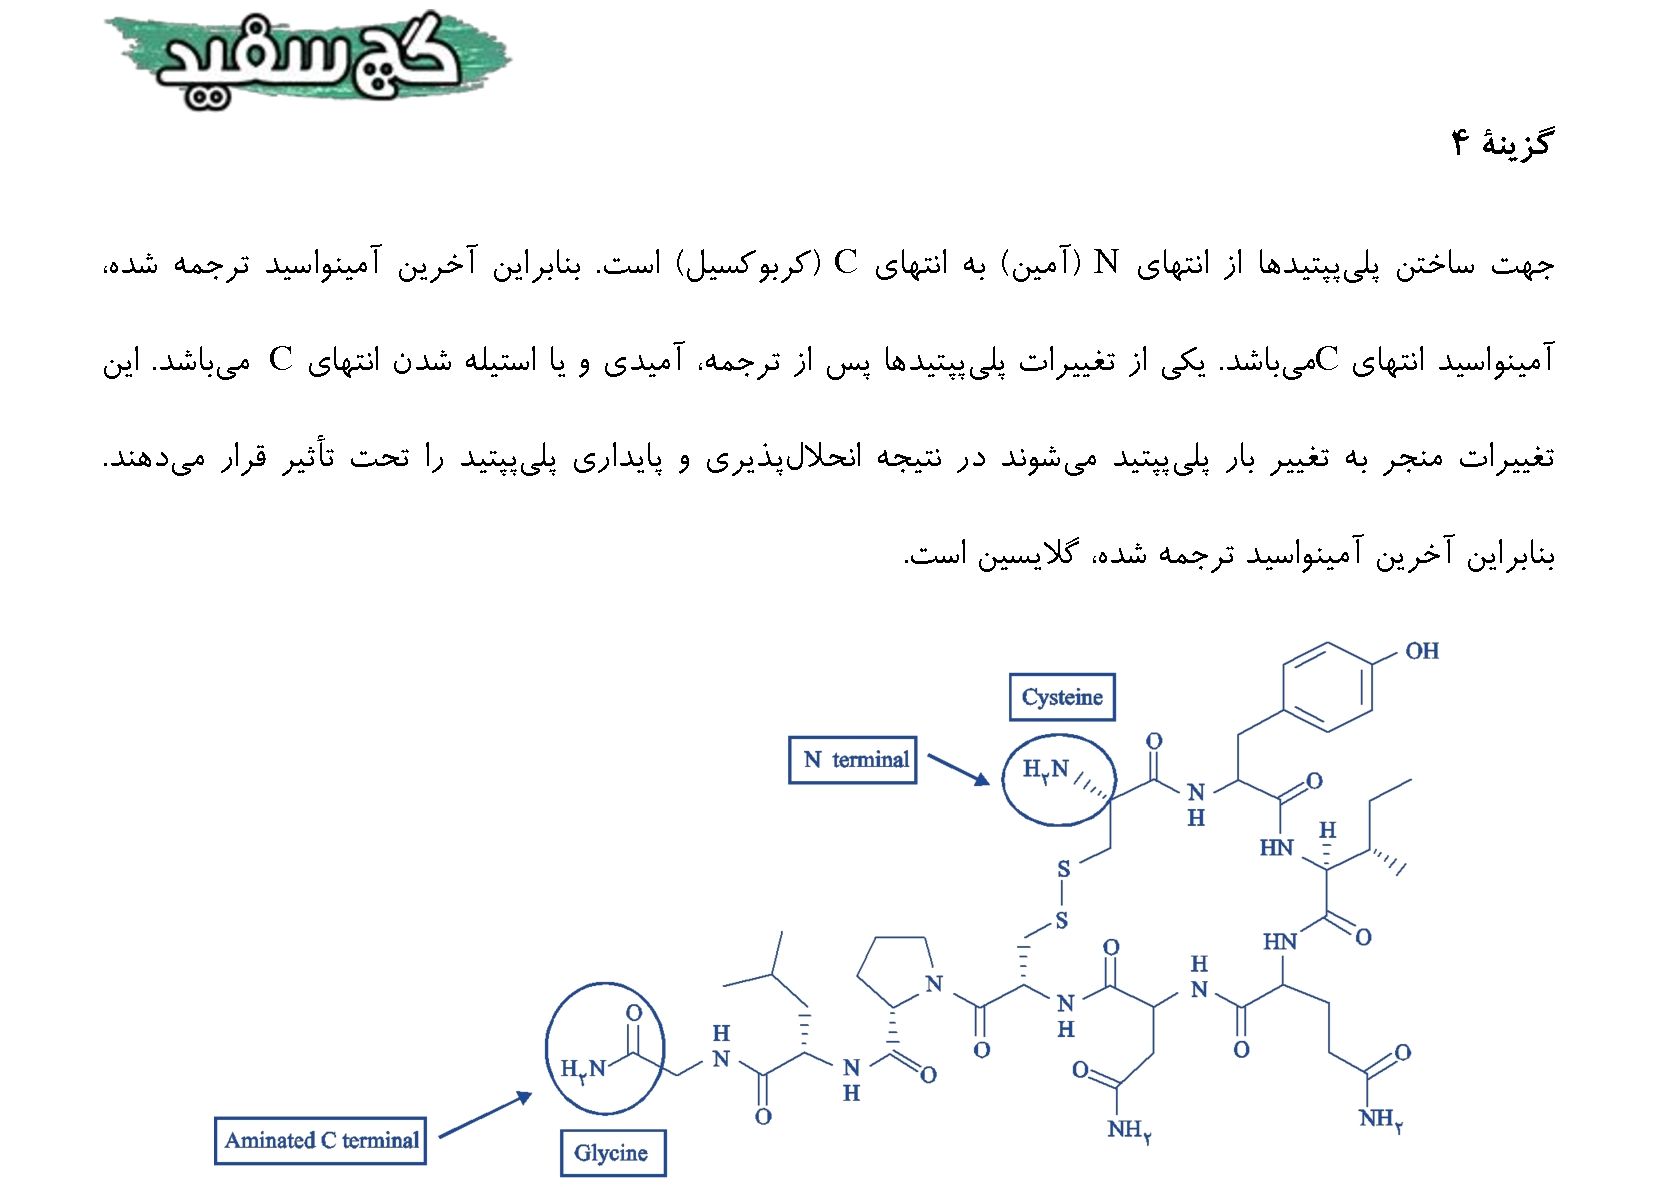 گچ سفید
گزینهٔ ۴
جهت ساختن پلی‌پپتیدها از انتهای N (آمین) به انتهای C (کربوکسیل) است. بنابراین آخرین آمینواسید ترجمه شده،
آمینواسید انتهای Cمی‌باشد. یکی از تغییرات پلی‌پپتیدها پس از ترجمه، آمیدی و یا استیله شدن انتهای C می‌باشد. این
تغییرات منجر به تغییر بار پلی‌پپتید می‌شوند در نتیجه انحلال‌پذیری و پایداری پلی‌پپتید را تحت تأثیر قرار می‌دهند.
بنابراین آخرین آمینواسید ترجمه شده، گلایسین است.
OH
Cysteine
N terminal
H۲N
O
N
H
O
HN
H
S
S
HN
O
O
H
N
N
N
H
O
O
O
O
NH۲
O
NH۲
H۲N
O
H
N
O
N
H
O
Aminated C terminal
Glycine